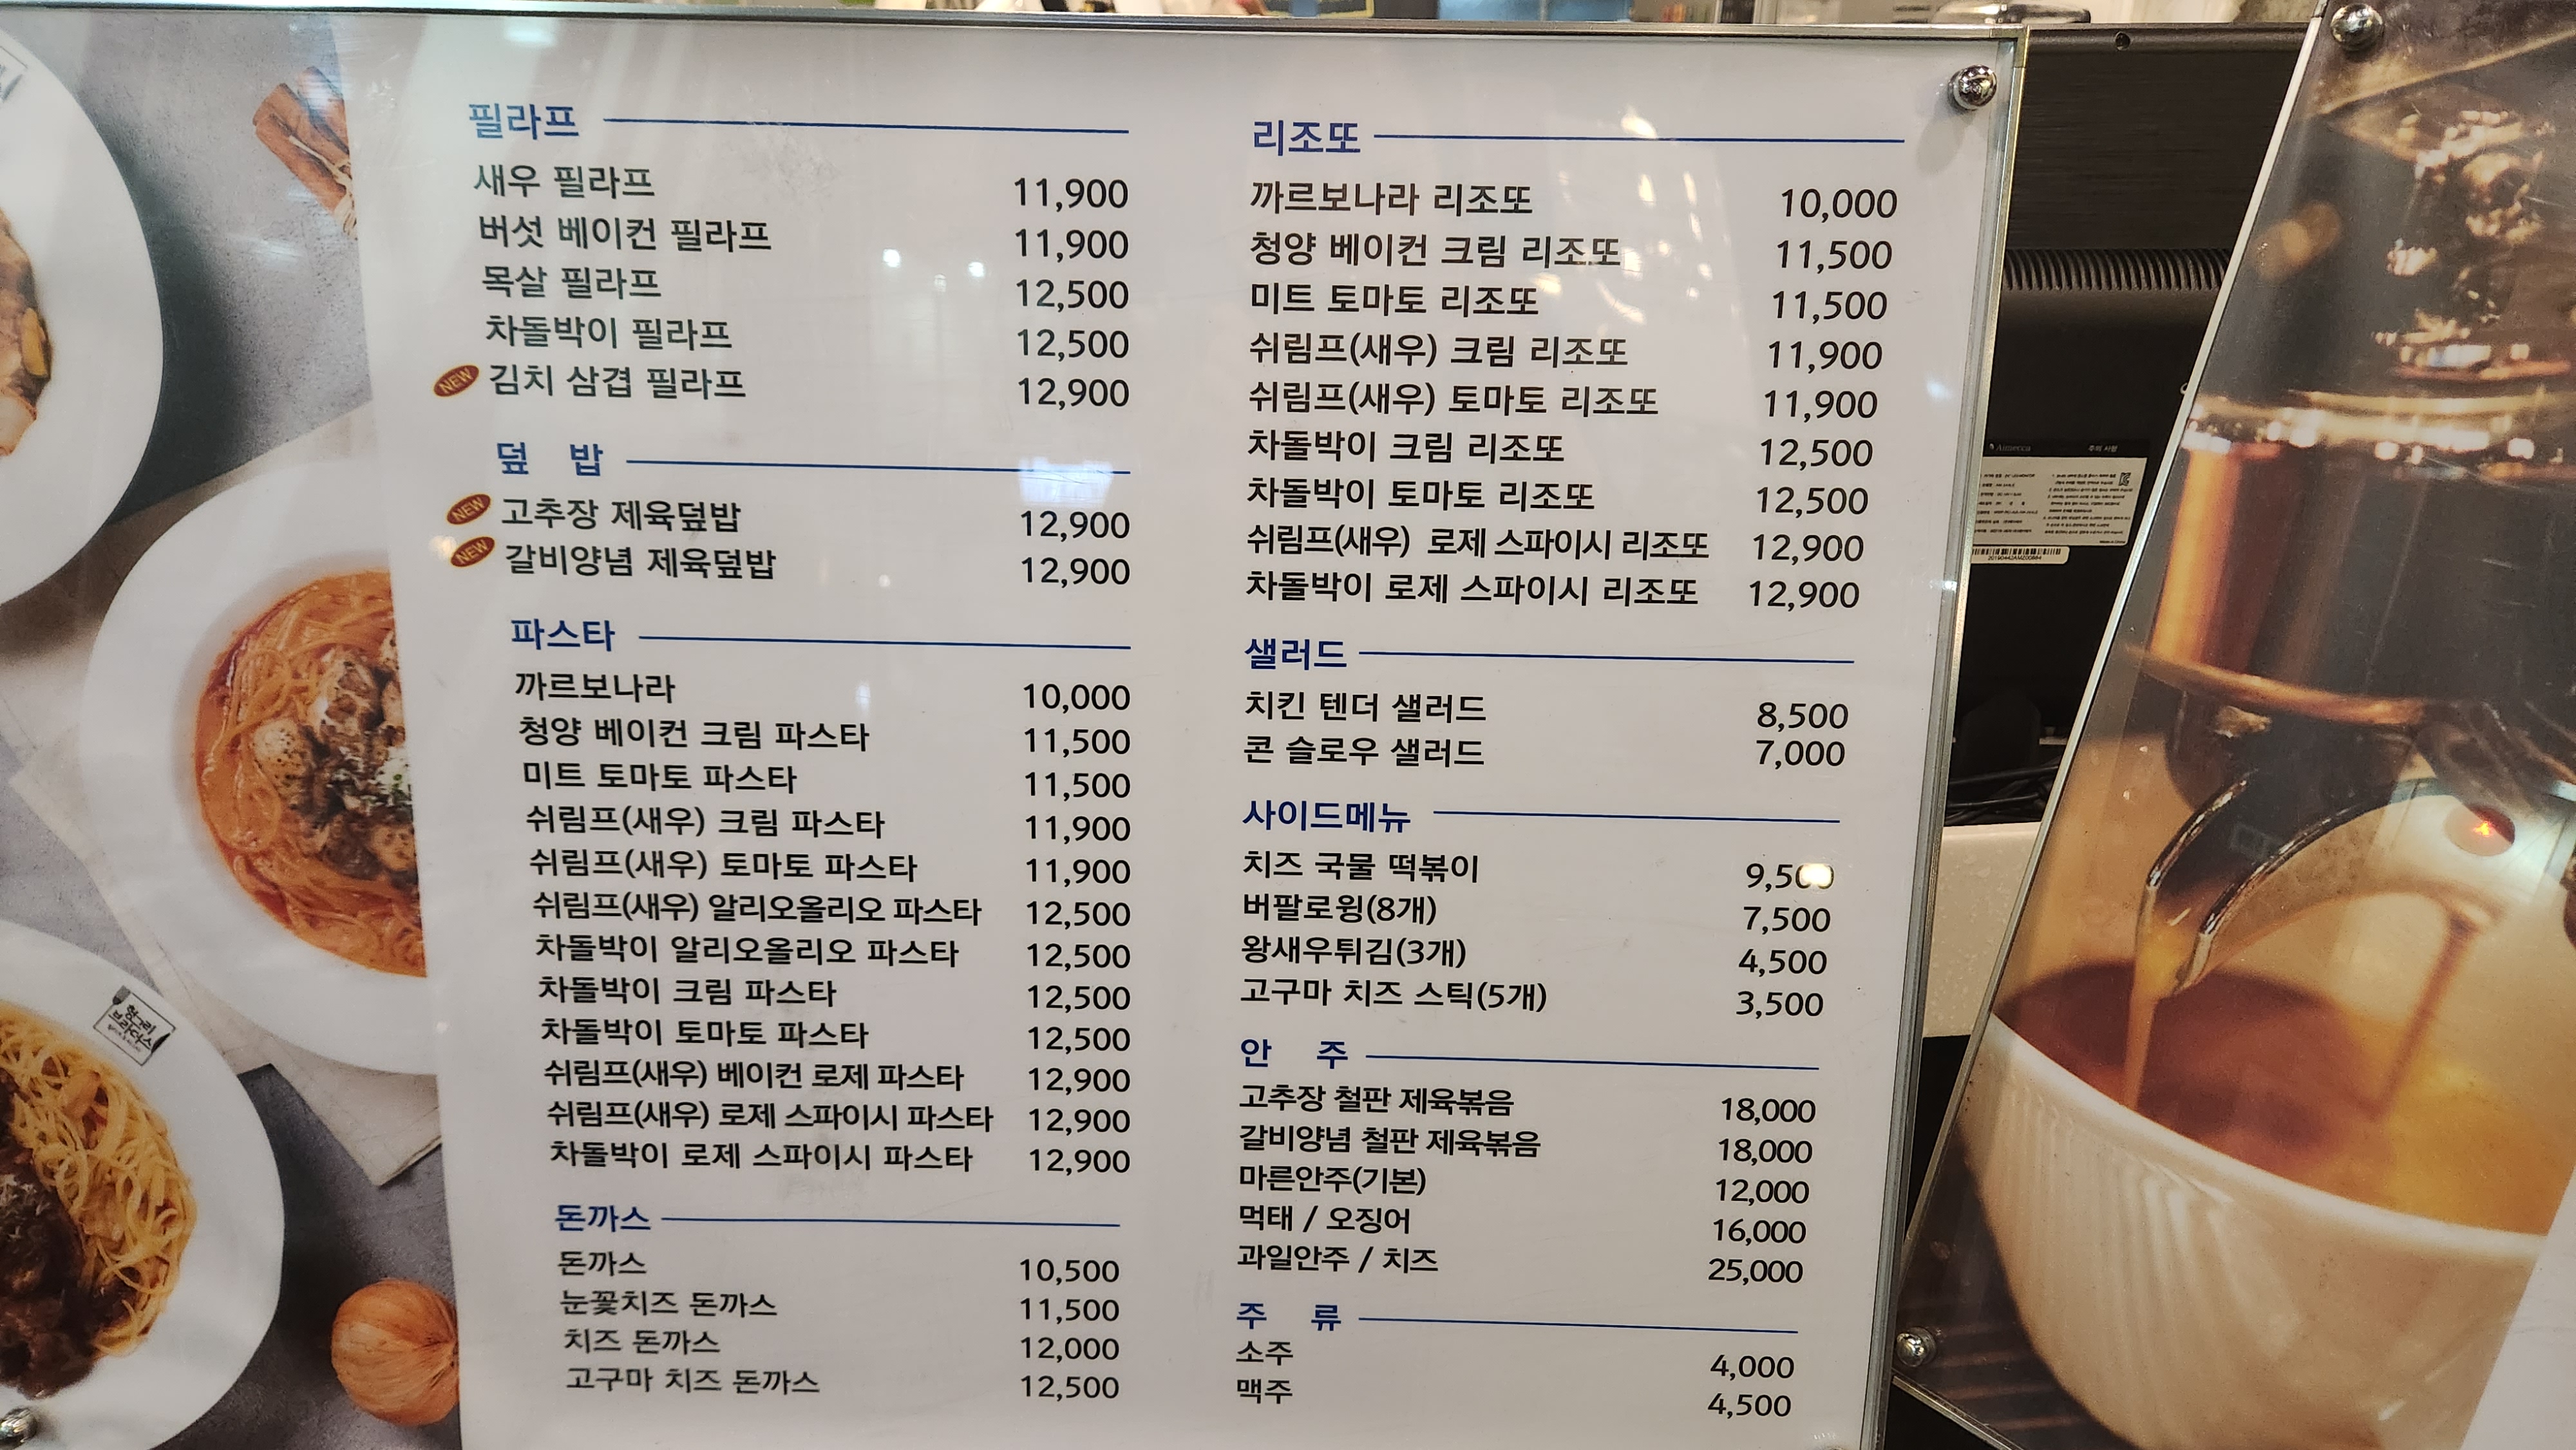 필라프
새우 필라프 11,900
버섯 베이컨 필라프 11,900
목살 필라프 12,500
차돌박이 필라프 12,500
NEW 김치 삼겹 필라프 12,900
덮 밥
NEW 고추장 제육덮밥 12,900
NEW 갈비양념 제육덮밥 12,900
파스타
까르보나라 10,000
청양 베이컨 크림 파스타 11,500
미트 토마토 파스타 11,500
쉬림프(새우) 크림 파스타 11,900
쉬림프(새우) 토마토 파스타 11,900
쉬림프(새우) 알리오올리오 파스타 12,500
차돌박이 알리오올리오 파스타 12,500
차돌박이 크림 파스타 12,500
차돌박이 토마토 파스타 12,500
쉬림프(새우) 베이컨 로제 파스타 12,900
쉬림프(새우) 로제 스파이시 파스타 12,900
차돌박이 로제 스파이시 파스타 12,900
돈까스
돈까스 10,500
눈꽃치즈 돈까스 11,500
치즈 돈까스 12,000
고구마 치즈 돈까스 12,500
리조또
까르보나라 리조또 10,000
청양 베이컨 크림 리조또 11,500
미트 토마토 리조또 11,500
쉬림프(새우) 크림 리조또 11,900
쉬림프(새우) 토마토 리조또 11,900
차돌박이 크림 리조또 12,500
차돌박이 토마토 리조또 12,500
쉬림프(새우) 로제 스파이시 리조또 12,900
차돌박이 로제 스파이시 리조또 12,900
샐러드
치킨 텐더 샐러드 8,500
콘 슬로우 샐러드 7,000
사이드메뉴
치즈 국물 떡볶이 9,500
버팔로윙(8개) 7,500
왕새우튀김(3개) 4,500
고구마 치즈 스틱(5개) 3,500
안 주
고추장 철판 제육볶음 18,000
갈비양념 철판 제육볶음 18,000
마른안주(기본) 12,000
먹태 / 오징어 16,000
과일안주 / 치즈 25,000
주 류
소주 4,000
맥주 4,500
헝그리
브라더스
주의 사항